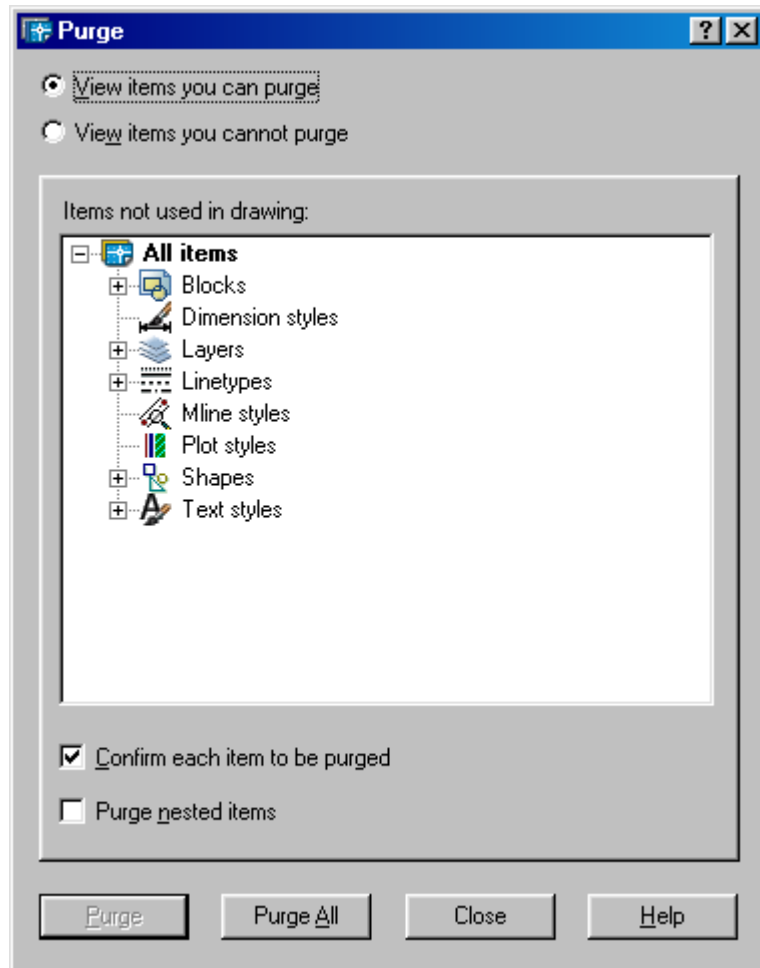 Purge
View items you can purge
View items you cannot purge
Items not used in drawing:
All items
Blocks
Dimension styles
Layers
Linetypes
Mline styles
Plot styles
Shapes
Text styles
Confirm each item to be purged
Purge nested items
Purge Purge All Close Help